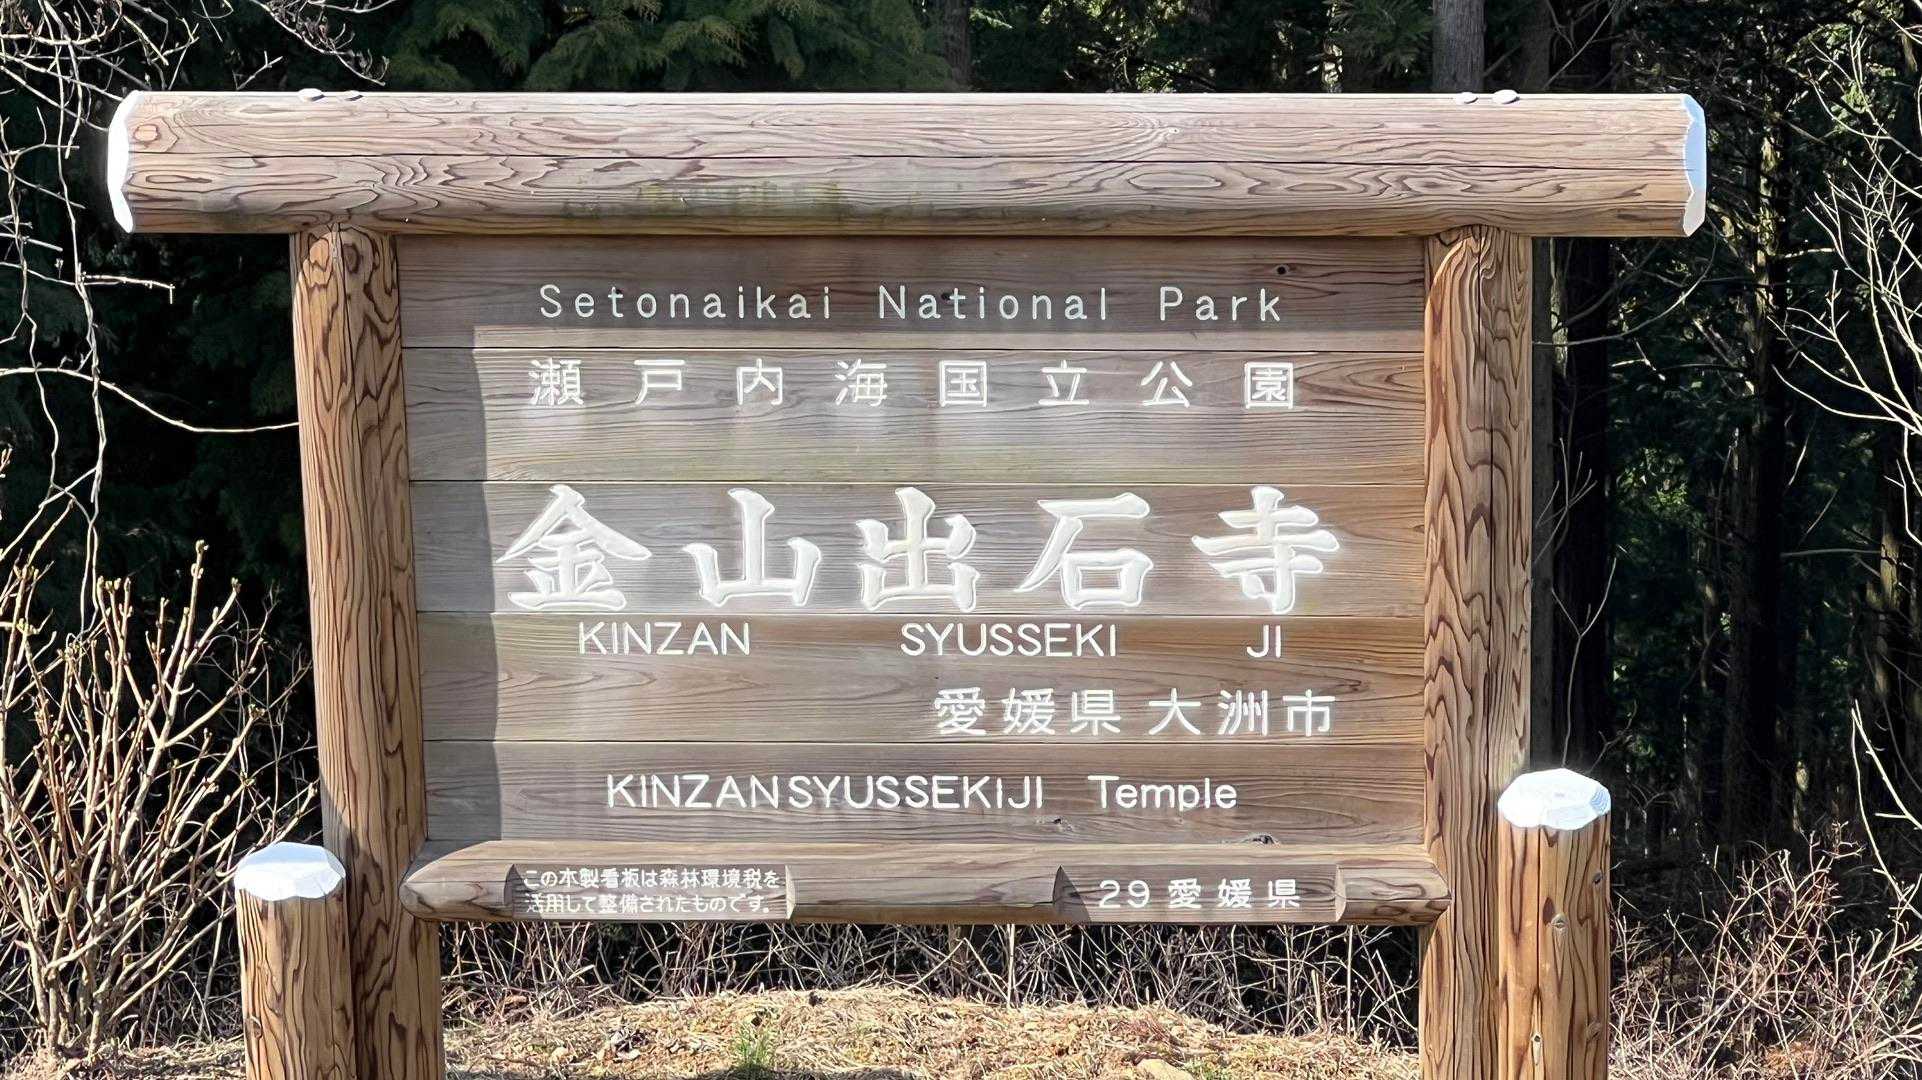 Setonaikai National Park
瀬戸内海国立公園
金山出石寺
KINZAN SYUSSEKI JI
愛媛県大洲市
KINZANSYUSSEKIJI Temple
この木製看板は森林環境税を
活用して整備されたものです。
29愛媛県